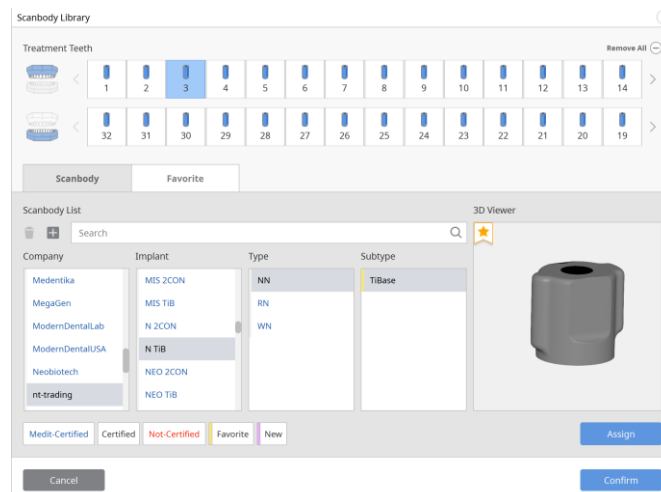 Scanbody Library
Treatment Teeth
Remove All
1 2 3 4 5 6 7 8 9 10 11 12 13 14
32 31 30 29 28 27 26 25 24 23 22 21 20 19
Scanbody Favorite
Scanbody List
3D Viewer
Search
Company Implant Type Subtype
Medentika MIS 2CON NN TiBase
MegaGen MIS TiB RN
ModernDentalLab N 2CON WN
ModernDentalUSA N TiB
Neobiotech NEO 2CON
nt-trading NEO TiB
Medit-Certified Certified Not-Certified Favorite New
Assign
Cancel Confirm